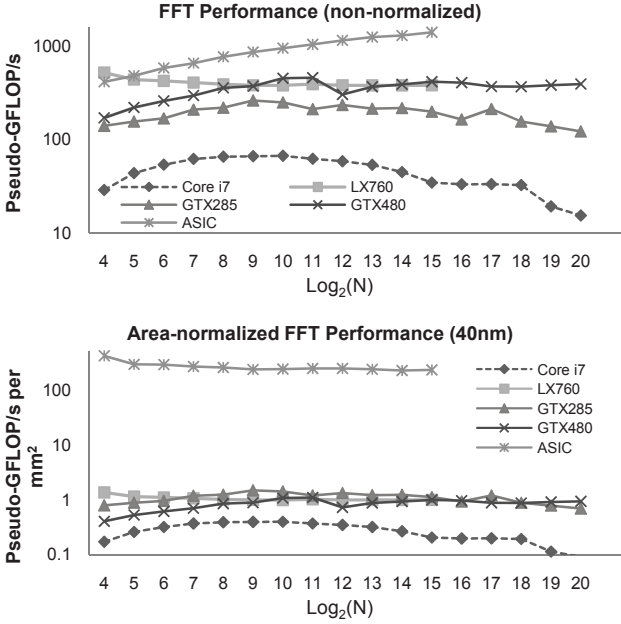 FFT Performance (non-normalized)
Pseudo-GFLOP/s
1000
100
10
Core i7
LX760
GTX285
GTX480
ASIC
4 5 6 7 8 9 10 11 12 13 14 15 16 17 18 19 20
Log2(N)
Area-normalized FFT Performance (40nm)
Pseudo-GFLOP/s per
mm²
100
10
1
0.1
Core i7
LX760
GTX285
GTX480
ASIC
4 5 6 7 8 9 10 11 12 13 14 15 16 17 18 19 20
Log2(N)